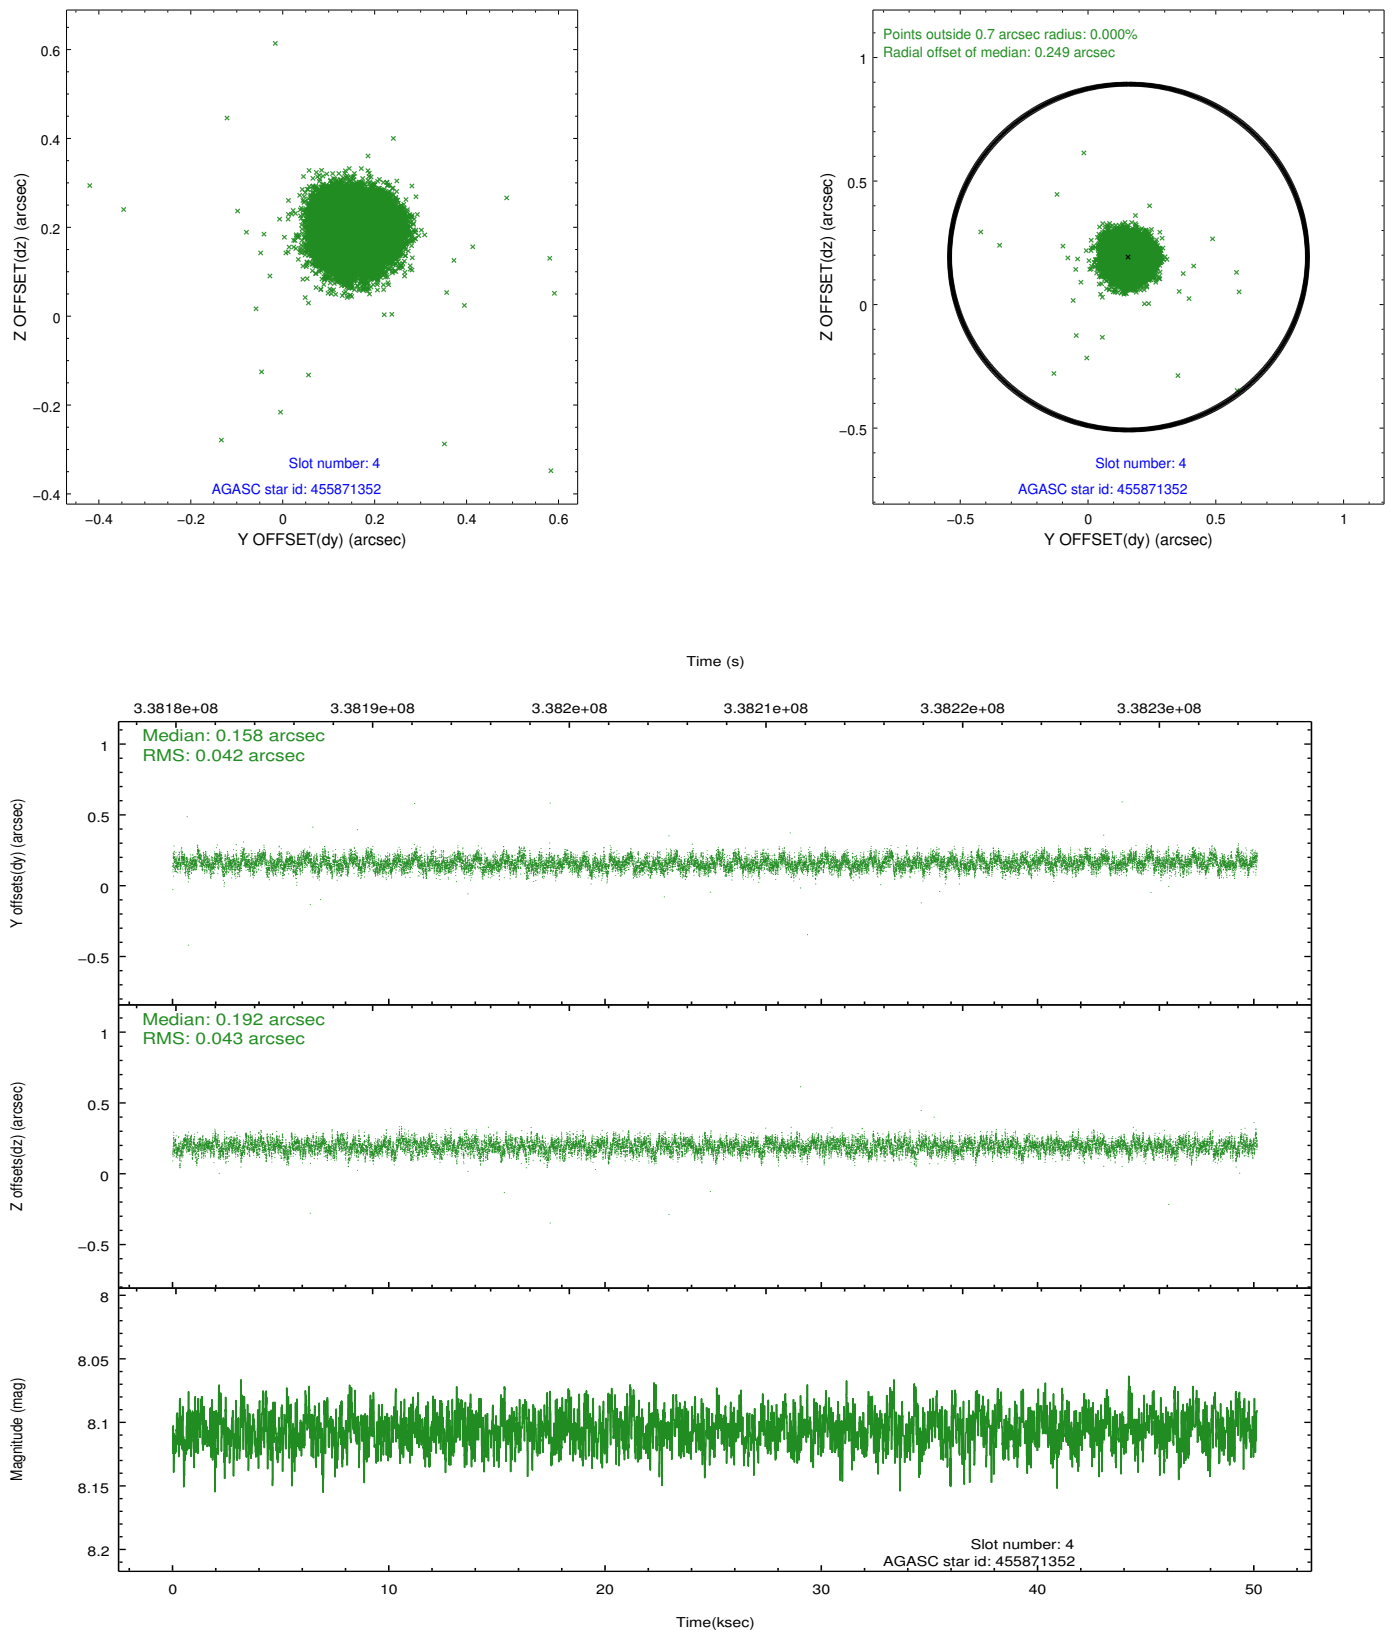 0.6
0.4
0.2
0
−0.2
−0.4
Z OFFSET(dz) (arcsec)
Slot number: 4
AGASC star id: 455871352
−0.4
−0.2
0
0.2
0.4
0.6
Y OFFSET(dy) (arcsec)
Points outside 0.7 arcsec radius: 0.000%
Radial offset of median: 0.249 arcsec
1
0.5
0
−0.5
Z OFFSET(dz) (arcsec)
Slot number: 4
AGASC star id: 455871352
−0.5
0
0.5
1
Y OFFSET(dy) (arcsec)
Time (s)
3.3818e+08
3.3819e+08
3.382e+08
3.3821e+08
3.3822e+08
3.3823e+08
Median: 0.158 arcsec
RMS: 0.042 arcsec
1
0.5
0
−0.5
Y offsets(dy) (arcsec)
Median: 0.192 arcsec
RMS: 0.043 arcsec
1
0.5
0
−0.5
Z offsets(dz) (arcsec)
8
8.05
8.1
8.15
8.2
Magnitude (mag)
Slot number: 4
AGASC star id: 455871352
0
10
20
30
40
50
Time(ksec)